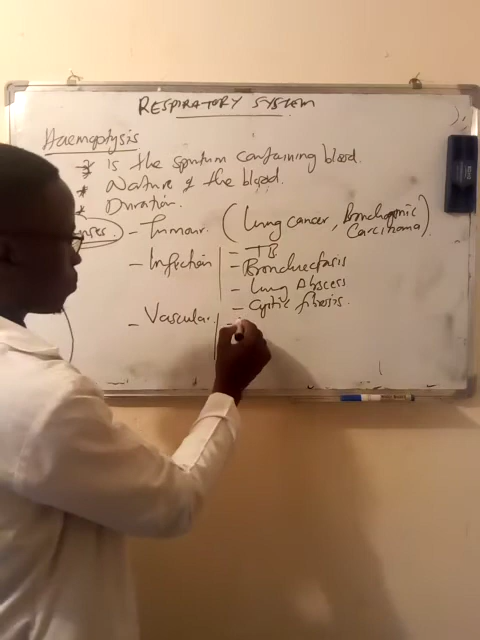 RESPIRATORY SYSTEM
Haemoptysis
* Is the sputum containing blood.
* Nature of the blood.
* Duration.
- Tumour. (Lung cancer, Bronchogenic Carcinoma)
- Infection - TB
- Bronchiectasis
- Lung Abscess
- Cystic fibrosis.
- Vascular.